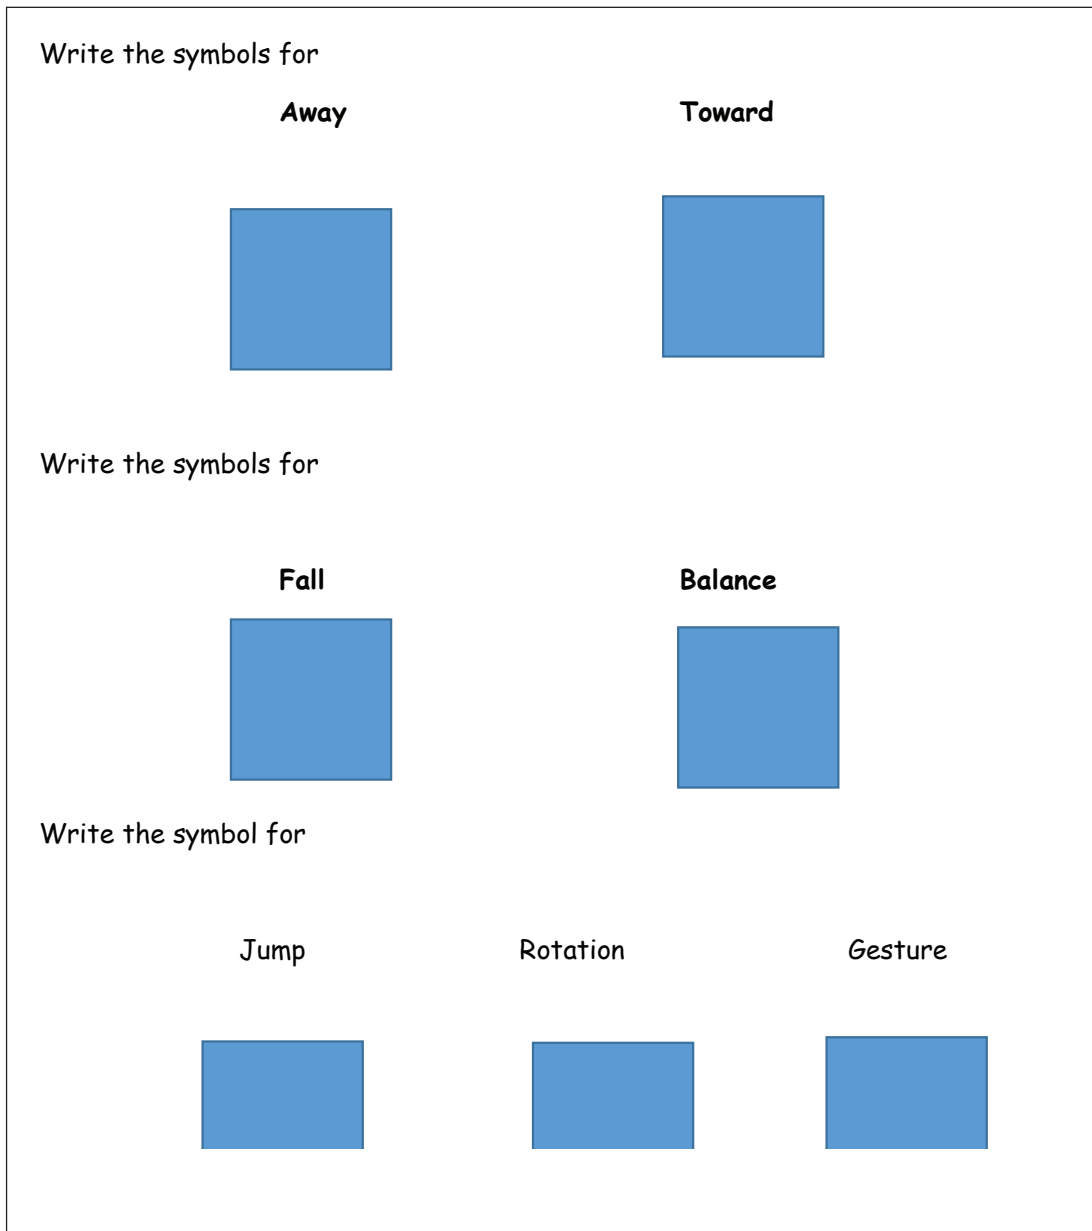 Write the symbols for
Away Toward
Write the symbols for
Fall Balance
Write the symbol for
Jump Rotation Gesture